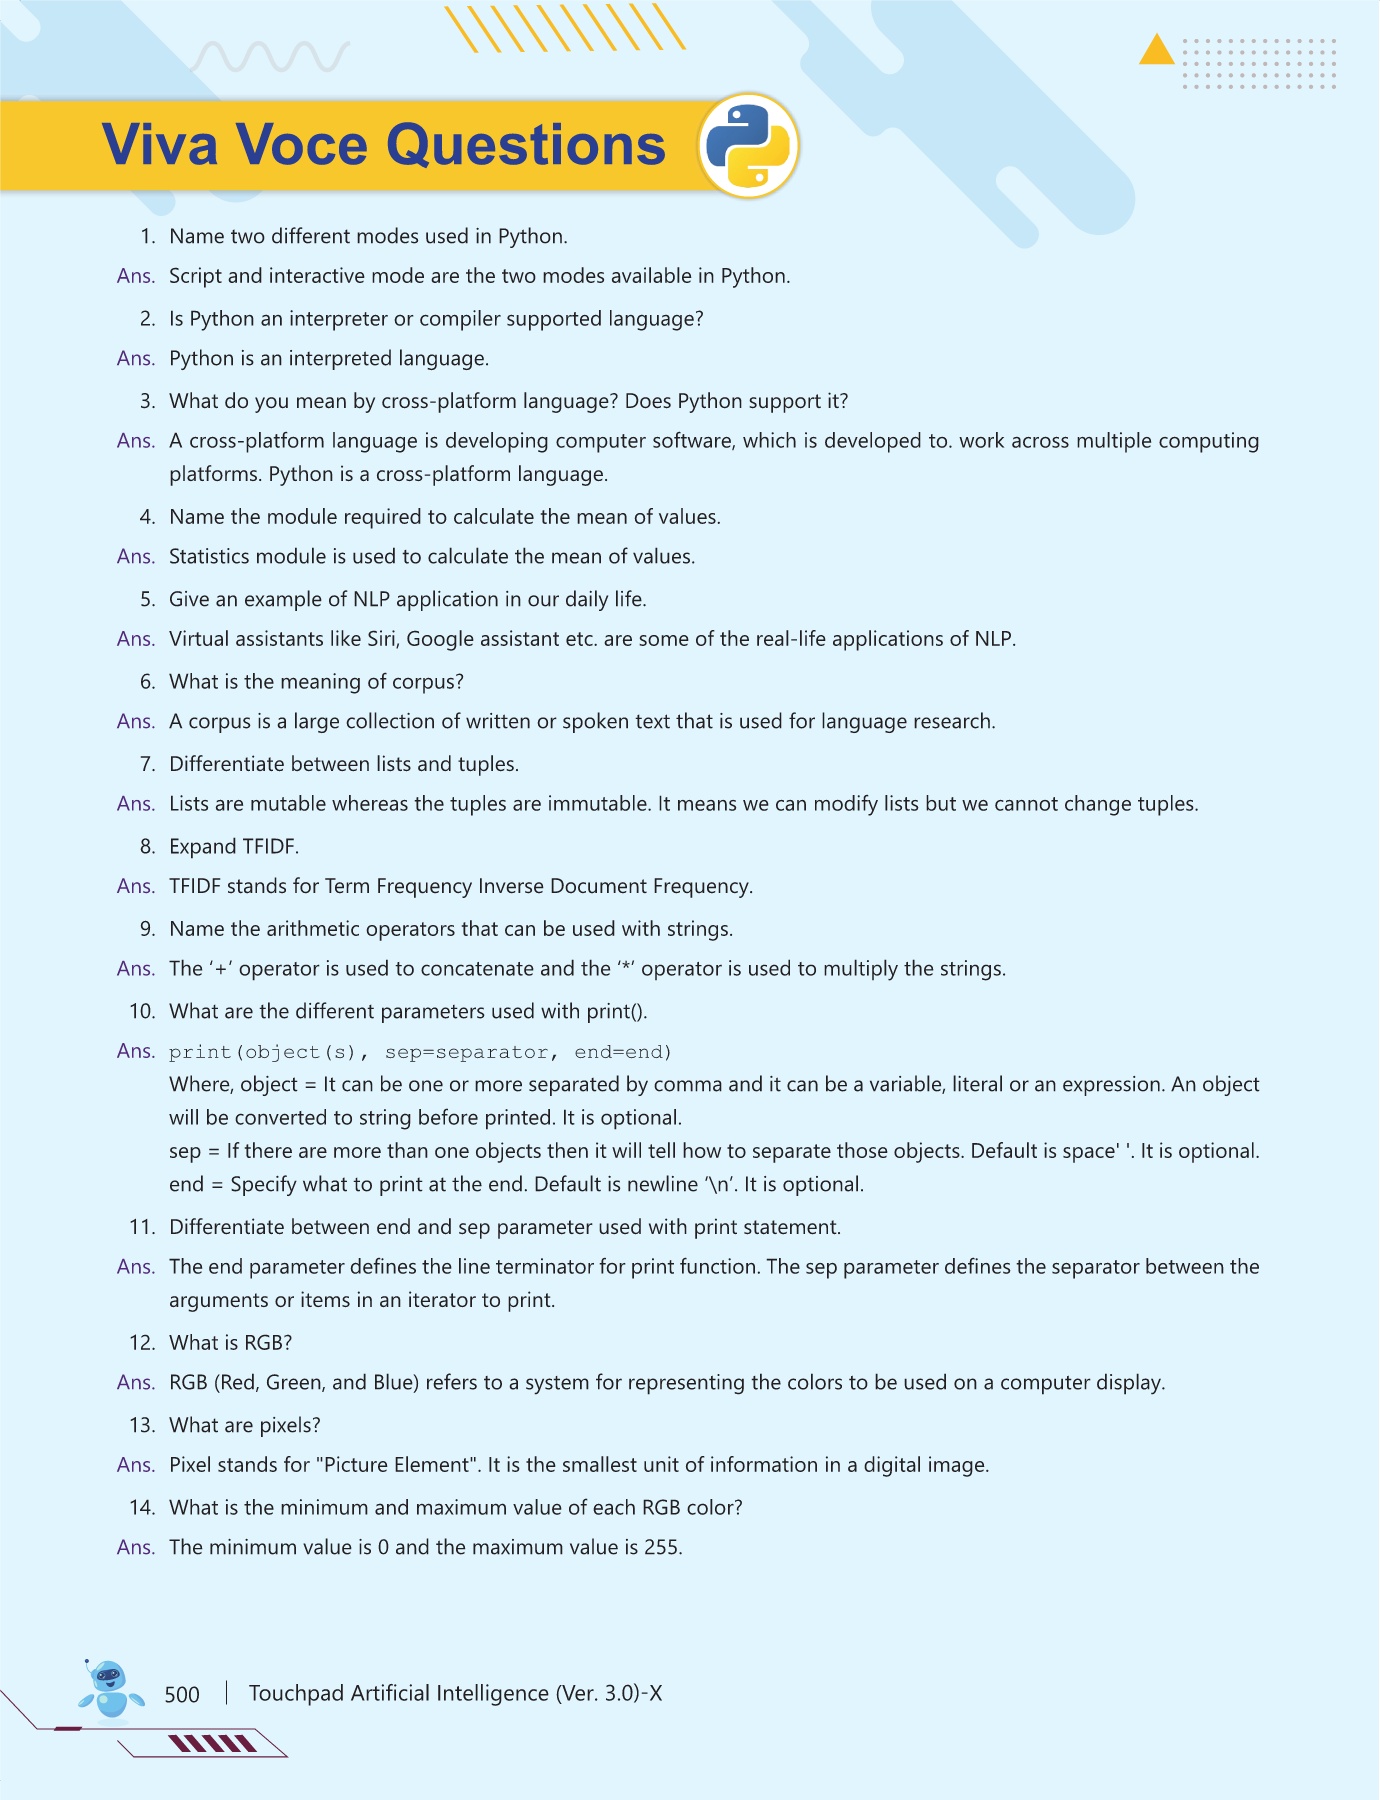 Viva Voce Questions
1. Name two different modes used in Python.
Ans. Script and interactive mode are the two modes available in Python.
2. Is Python an interpreter or compiler supported language?
Ans. Python is an interpreted language.
3. What do you mean by cross-platform language? Does Python support it?
Ans. A cross-platform language is developing computer software, which is developed to. work across multiple computing
platforms. Python is a cross-platform language.
4. Name the module required to calculate the mean of values.
Ans. Statistics module is used to calculate the mean of values.
5. Give an example of NLP application in our daily life.
Ans. Virtual assistants like Siri, Google assistant etc. are some of the real-life applications of NLP.
6. What is the meaning of corpus?
Ans. A corpus is a large collection of written or spoken text that is used for language research.
7. Differentiate between lists and tuples.
Ans. Lists are mutable whereas the tuples are immutable. It means we can modify lists but we cannot change tuples.
8. Expand TFIDF.
Ans. TFIDF stands for Term Frequency Inverse Document Frequency.
9. Name the arithmetic operators that can be used with strings.
Ans. The ‘+’ operator is used to concatenate and the ‘*’ operator is used to multiply the strings.
10. What are the different parameters used with print().
Ans. print(object(s), sep=separator, end=end)
Where, object = It can be one or more separated by comma and it can be a variable, literal or an expression. An object
will be converted to string before printed. It is optional.
sep = If there are more than one objects then it will tell how to separate those objects. Default is space' '. It is optional.
end = Specify what to print at the end. Default is newline ‘\n’. It is optional.
11. Differentiate between end and sep parameter used with print statement.
Ans. The end parameter defines the line terminator for print function. The sep parameter defines the separator between the
arguments or items in an iterator to print.
12. What is RGB?
Ans. RGB (Red, Green, and Blue) refers to a system for representing the colors to be used on a computer display.
13. What are pixels?
Ans. Pixel stands for "Picture Element". It is the smallest unit of information in a digital image.
14. What is the minimum and maximum value of each RGB color?
Ans. The minimum value is 0 and the maximum value is 255.
500 | Touchpad Artificial Intelligence (Ver. 3.0)-X